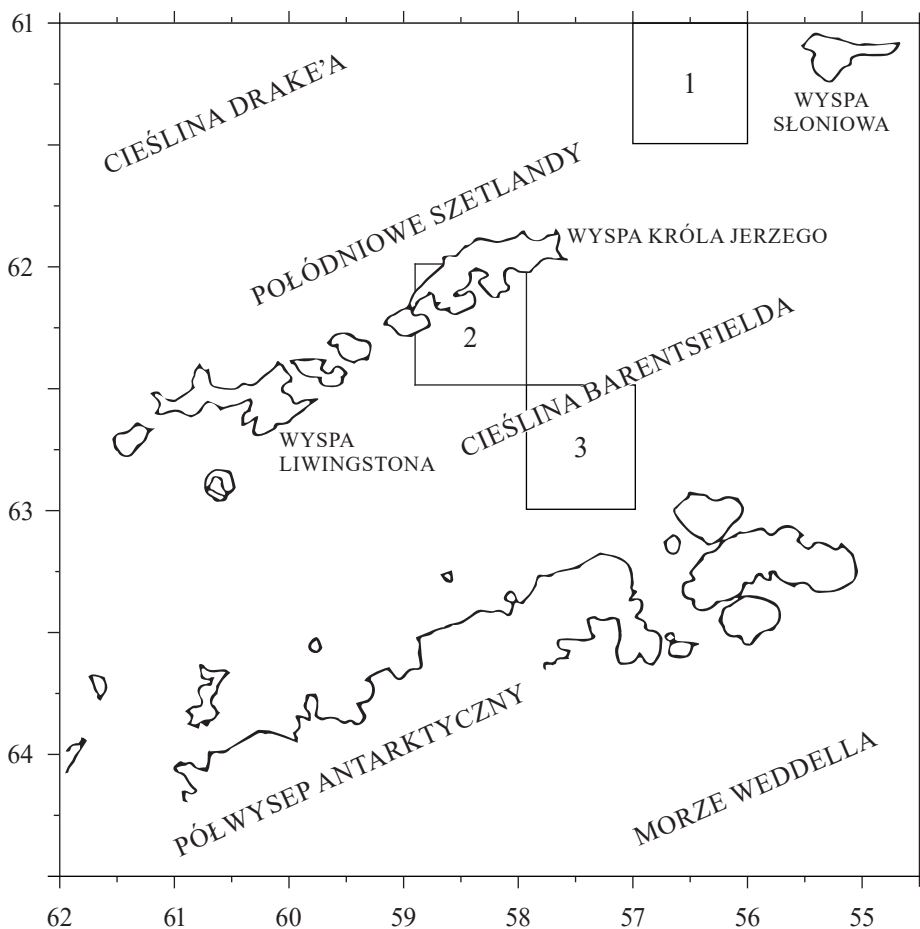 61
1
WYSPA
SŁONIOWA
CIEŚLINA DRAKE'A
POŁÓDNIOWE SZETLANDY
WYSPA KRÓLA JERZEGO
62
2
CIEŚLINA BARENTSFIELDA
WYSPA
LIWINGSTONA
3
63
PÓŁWYSEP ANTARKTYCZNY
64
MORZE WEDDELLA
62 61 60 59 58 57 56 55